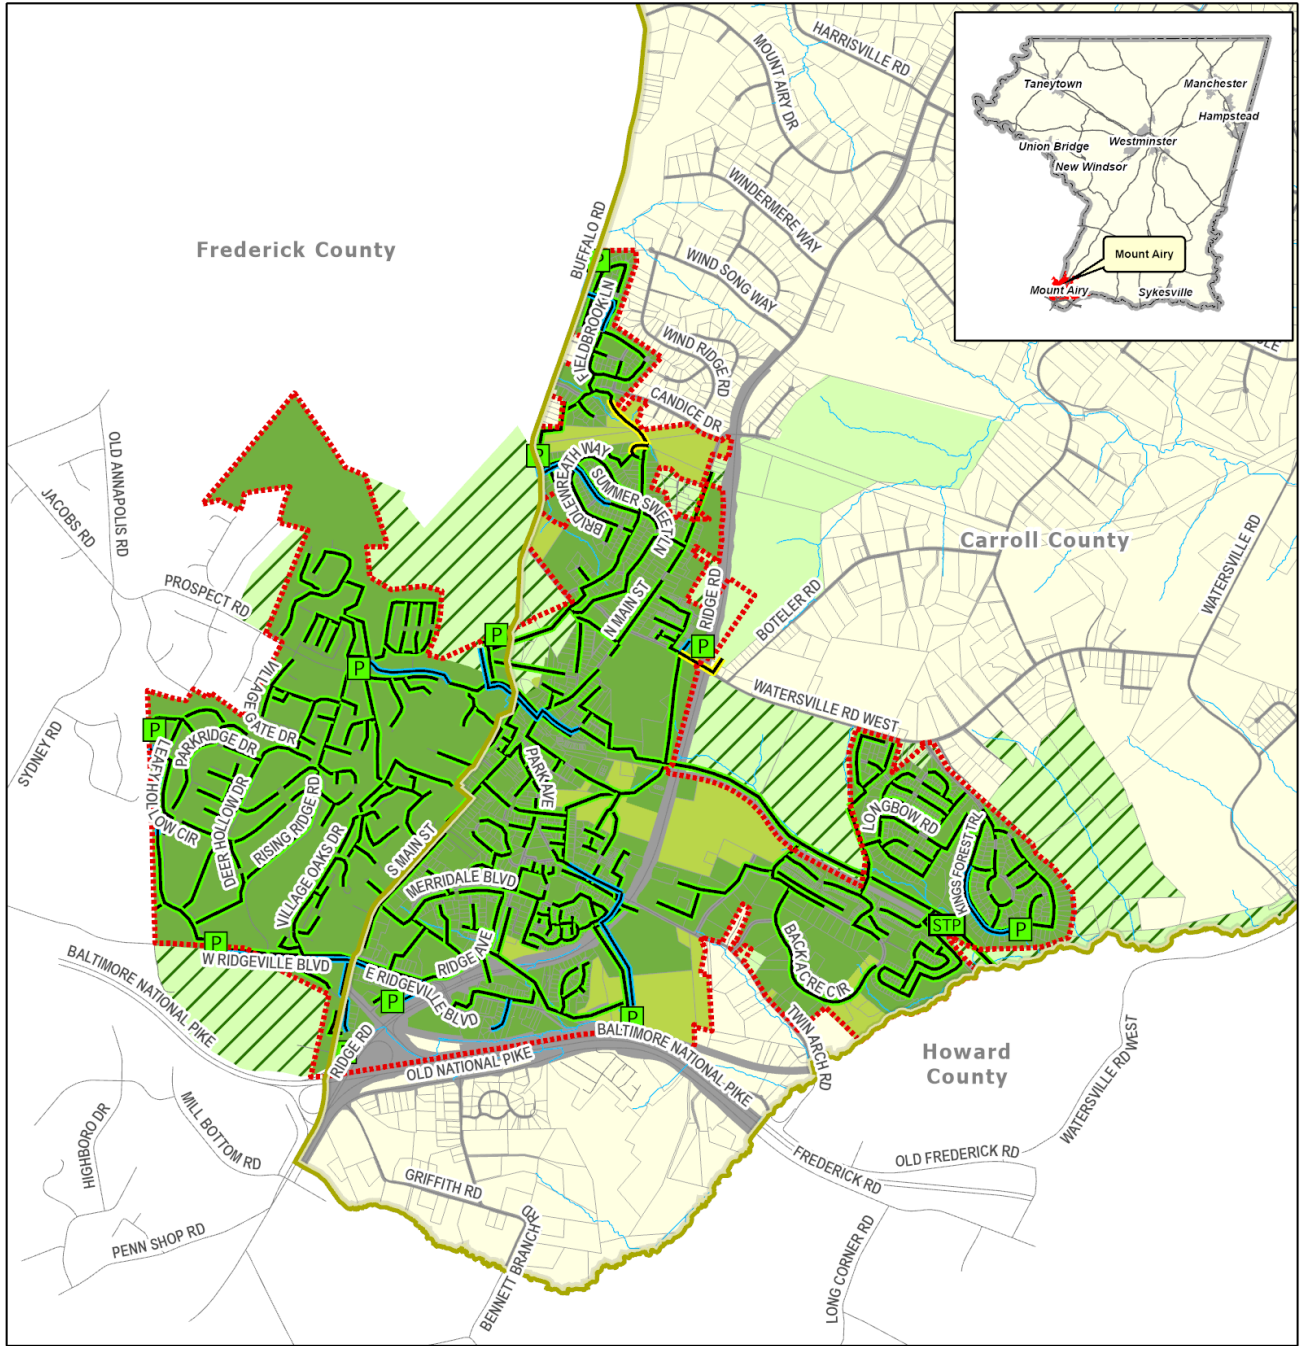 HARRISVILLE RD
MOUNT AIRY DR
Taneytown
Manchester
Hampstead
Union Bridge
Westminster
New Windsor
Mount Airy
Mount Airy
Sykesville
WINDERMERE WAY
BUFFALO RD
Frederick County
WIND SONG WAY
P
FIELDBROOK LN
WIND RIDGE RD
CANDICE DR
P
OLD ANNAPOLIS RD
JACOBS RD
BRIDLEWREATH WAY
SUMMER SWEET LN
Carroll County
WATERSVILLE RD
PROSPECT RD
N MAIN ST
RIDGE RD
BOTELER RD
P
P
P
VILLAGE GATE DR
WATERSVILLE RD WEST
SYDNEY RD
P
PARKRIDGE DR
LEAFY HOLLOW CIR
DEER HOLLOW DR
RISING RIDGE RD
PARK AVE
LONGBOW RD
KINGS FOREST TRL
VILLAGE OAKS DR
S MAIN ST
MERRIDALE BLVD
STP
P
BACK ACRE CIR
RIDGE AVE
P
W RIDGEVILLE BLVD
BALTIMORE NATIONAL PIKE
E RIDGEVILLE BLVD
P
P
TWIN ARCH RD
RIDGE RD
OLD NATIONAL PIKE
BALTIMORE NATIONAL PIKE
Howard
County
WATERSVILLE RD WEST
HIGHBORO DR
MILL BOTTOM RD
FREDERICK RD
OLD FREDERICK RD
GRIFFITH RD
PENN SHOP RD
BENNETT BRANCH RD
LONG CORNER RD